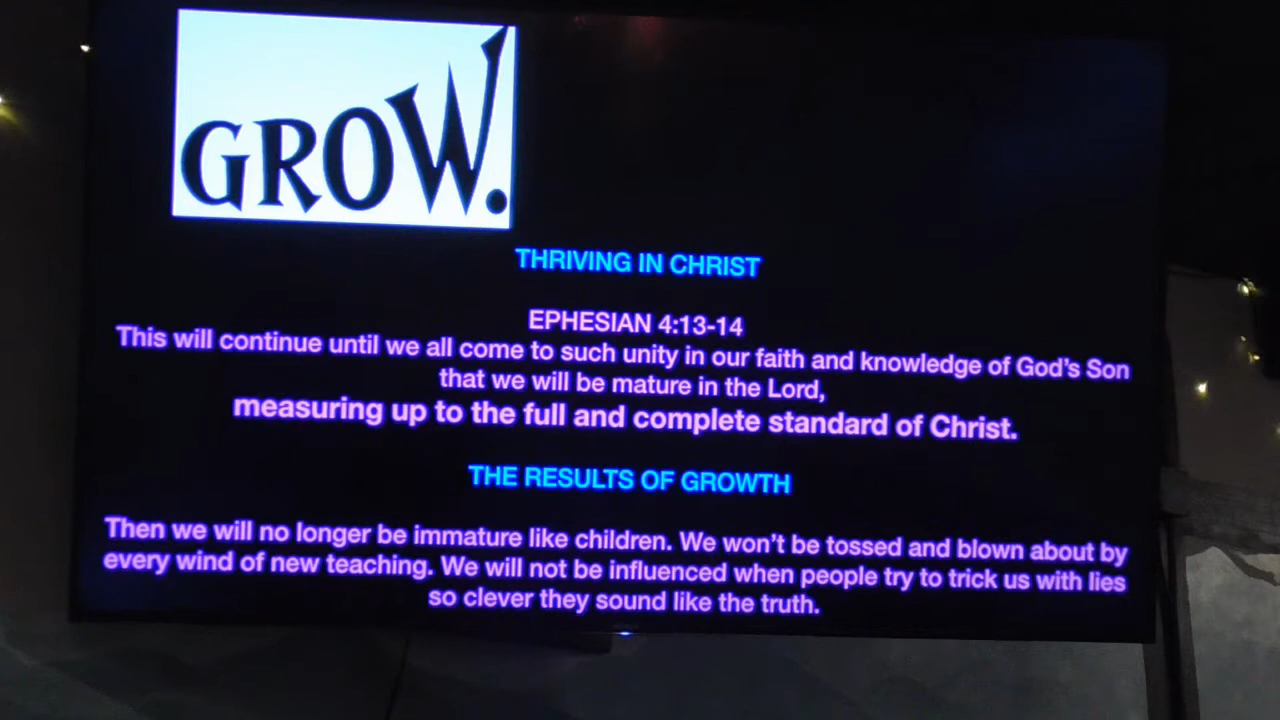 GROW.
THRIVING IN CHRIST
EPHESIAN 4:13-14
This will continue until we all come to such unity in our faith and knowledge of God's Son
that we will be mature in the Lord,
measuring up to the full and complete standard of Christ.
THE RESULTS OF GROWTH
Then we will no longer be immature like children. We won't be tossed and blown about by
every wind of new teaching. We will not be influenced when people try to trick us with lies
so clever they sound like the truth.